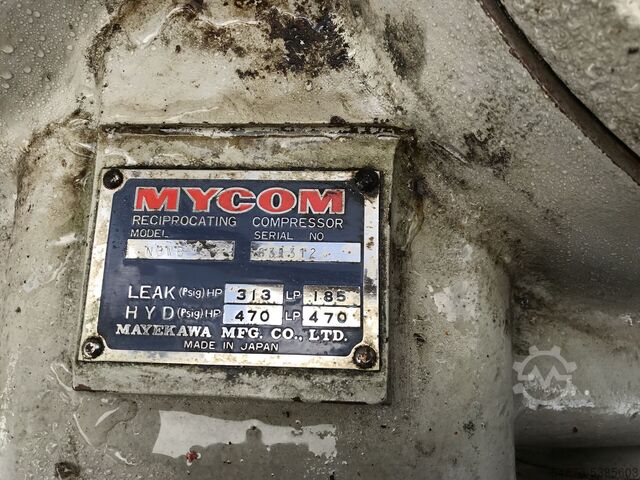 MYCOM
RECIPROCATING COMPRESSOR
MODEL SERIAL NO
LEAK (Psig) HP 313 LP 185
HYD (Psig) HP 470 LP 470
MAYEKAWA MFG. CO., LTD.
MADE IN JAPAN